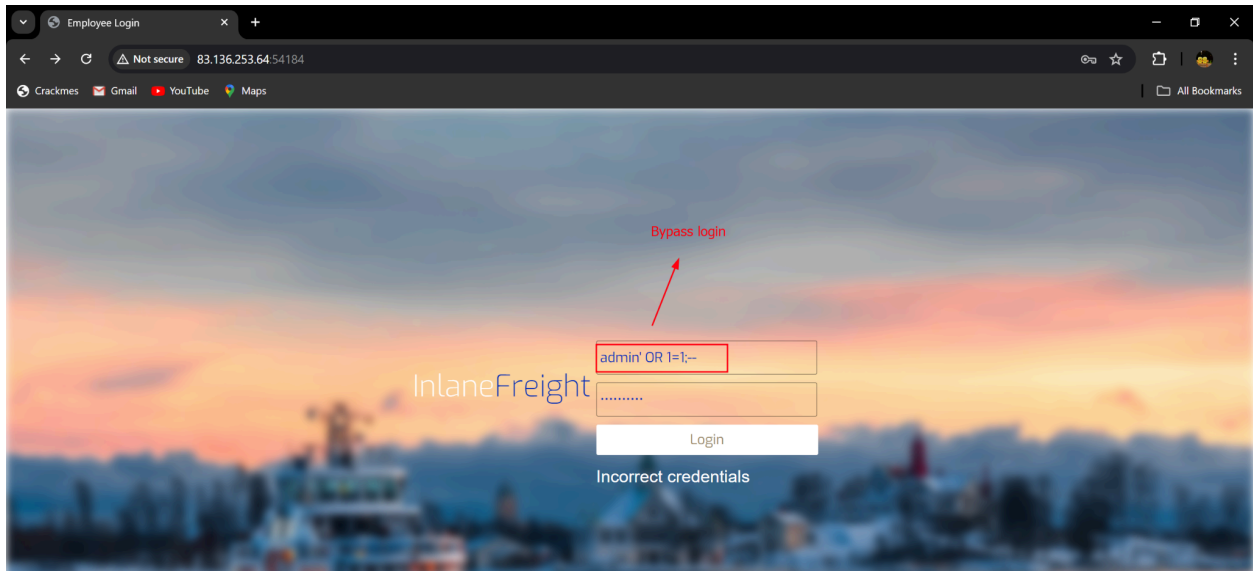 Employee Login
Not secure 83.136.253.64:54184
Crackmes Gmail YouTube Maps All Bookmarks
Bypass login
admin' OR 1=1;--
InlaneFreight
..........
Login
Incorrect credentials